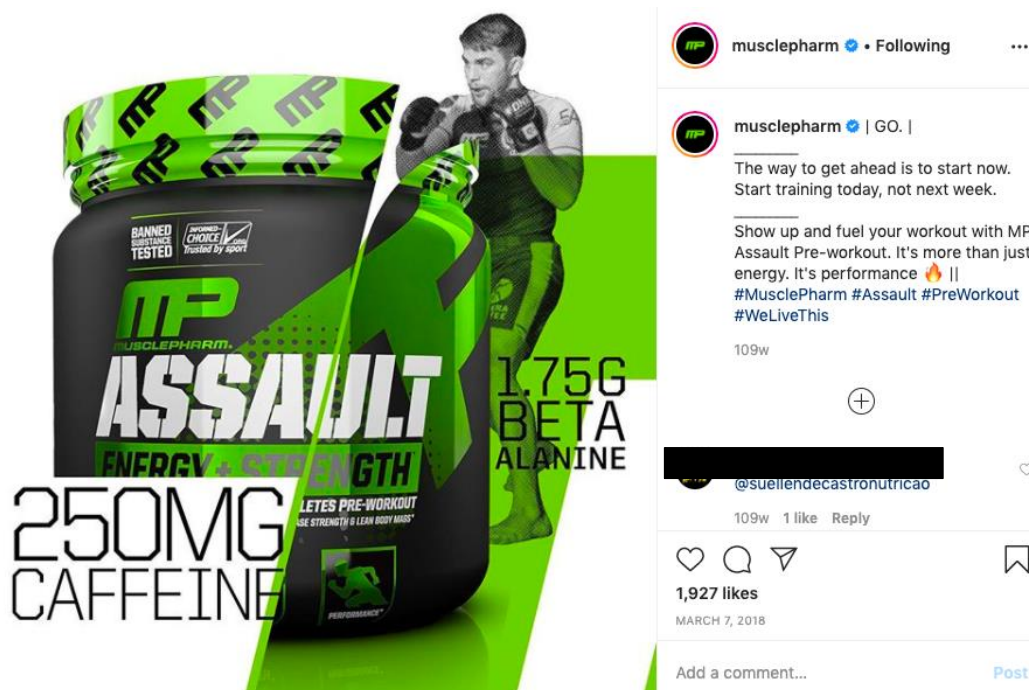 BANNED
SUBSTANCE
TESTED
INFORMED-
CHOICE .ORG
Trusted by sport
MP
MUSCLEPHARM.
ASSAULT
ENERGY + STRENGTH
LETES PRE-WORKOUT
ASE STRENGTH & LEAN BODY MASS*
PERFORMANCE
250MG
CAFFEINE
1.75G
BETA
ALANINE
musclepharm • Following
musclepharm | GO. |
The way to get ahead is to start now.
Start training today, not next week.
Show up and fuel your workout with MP
Assault Pre-workout. It's more than just
energy. It's performance 🔥 ||
#MusclePharm #Assault #PreWorkout
#WeLiveThis
109w
@suellendecastronutricao
109w 1 like Reply
1,927 likes
MARCH 7, 2018
Add a comment...
Post